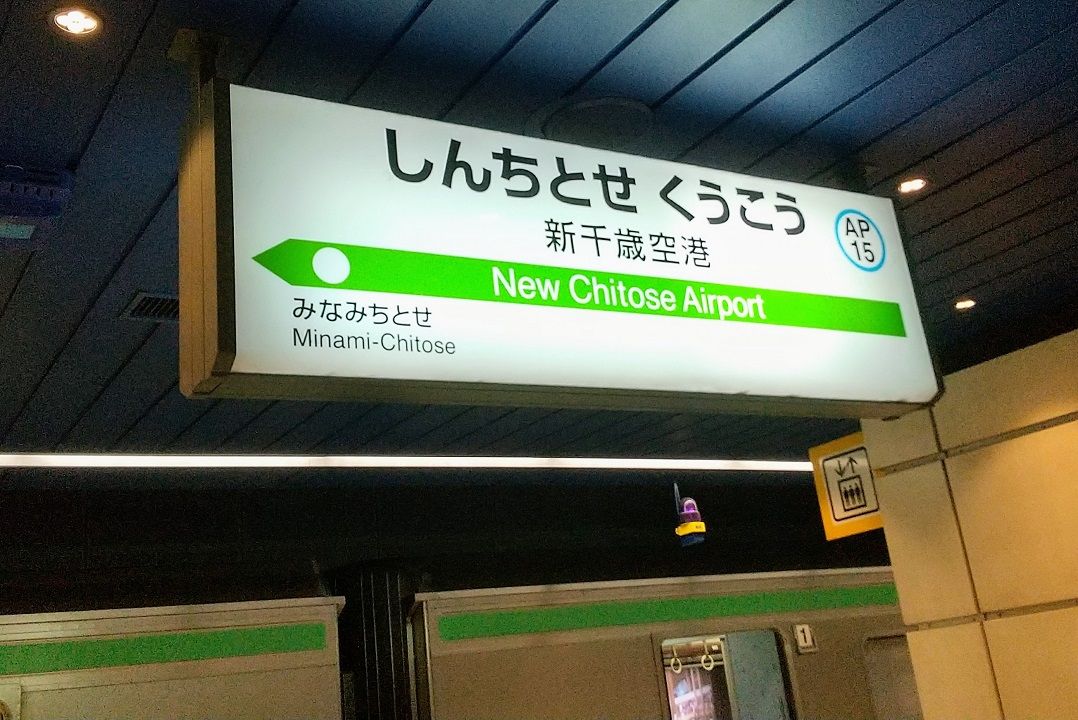 しんちとせ くうこう
新千歳空港
AP
15
New Chitose Airport
みなみちとせ
Minami-Chitose
1